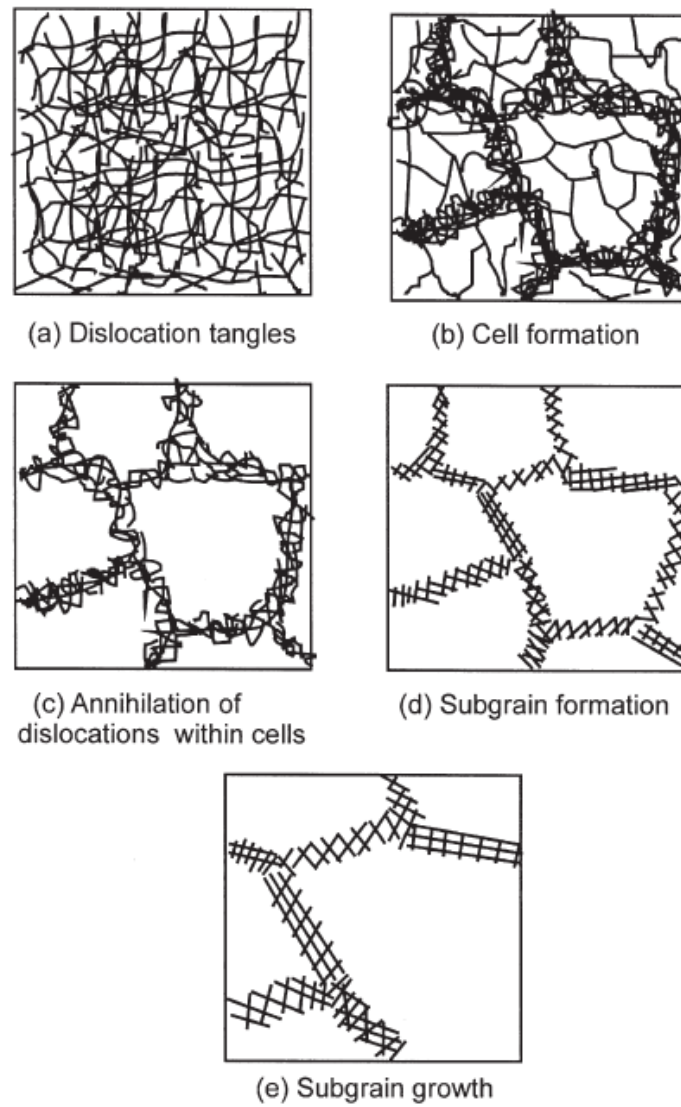 (a) Dislocation tangles
(b) Cell formation
(c) Annihilation of
dislocations within cells
(d) Subgrain formation
(e) Subgrain growth